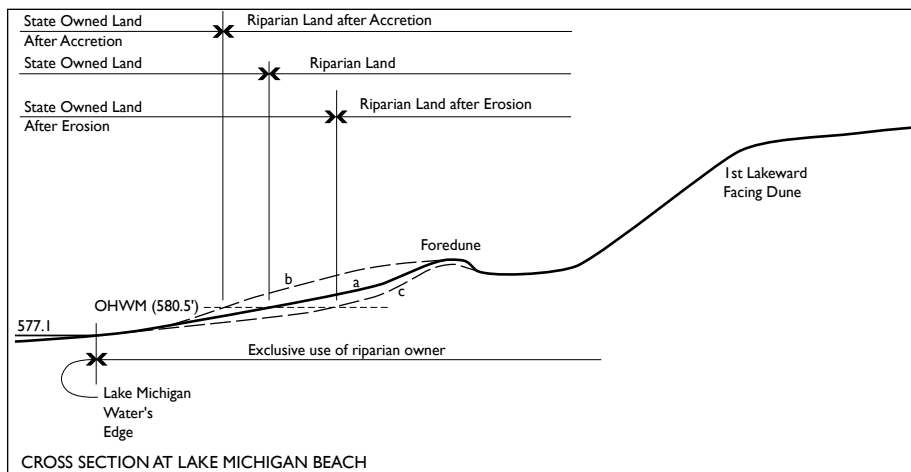 State Owned Land
After Accretion
Riparian Land after Accretion
State Owned Land
Riparian Land
State Owned Land
After Erosion
Riparian Land after Erosion
1st Lakeward
Facing Dune
Foredune
b
a
c
OHWM (580.5')
577.1
Exclusive use of riparian owner
Lake Michigan
Water's
Edge
CROSS SECTION AT LAKE MICHIGAN BEACH